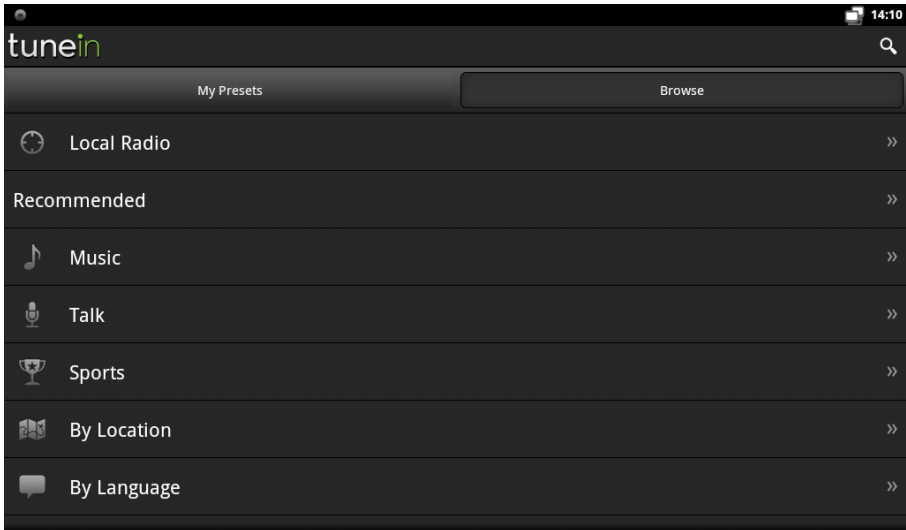 14:10
tunein
My Presets
Browse
Local Radio
Recommended
Music
Talk
Sports
By Location
By Language